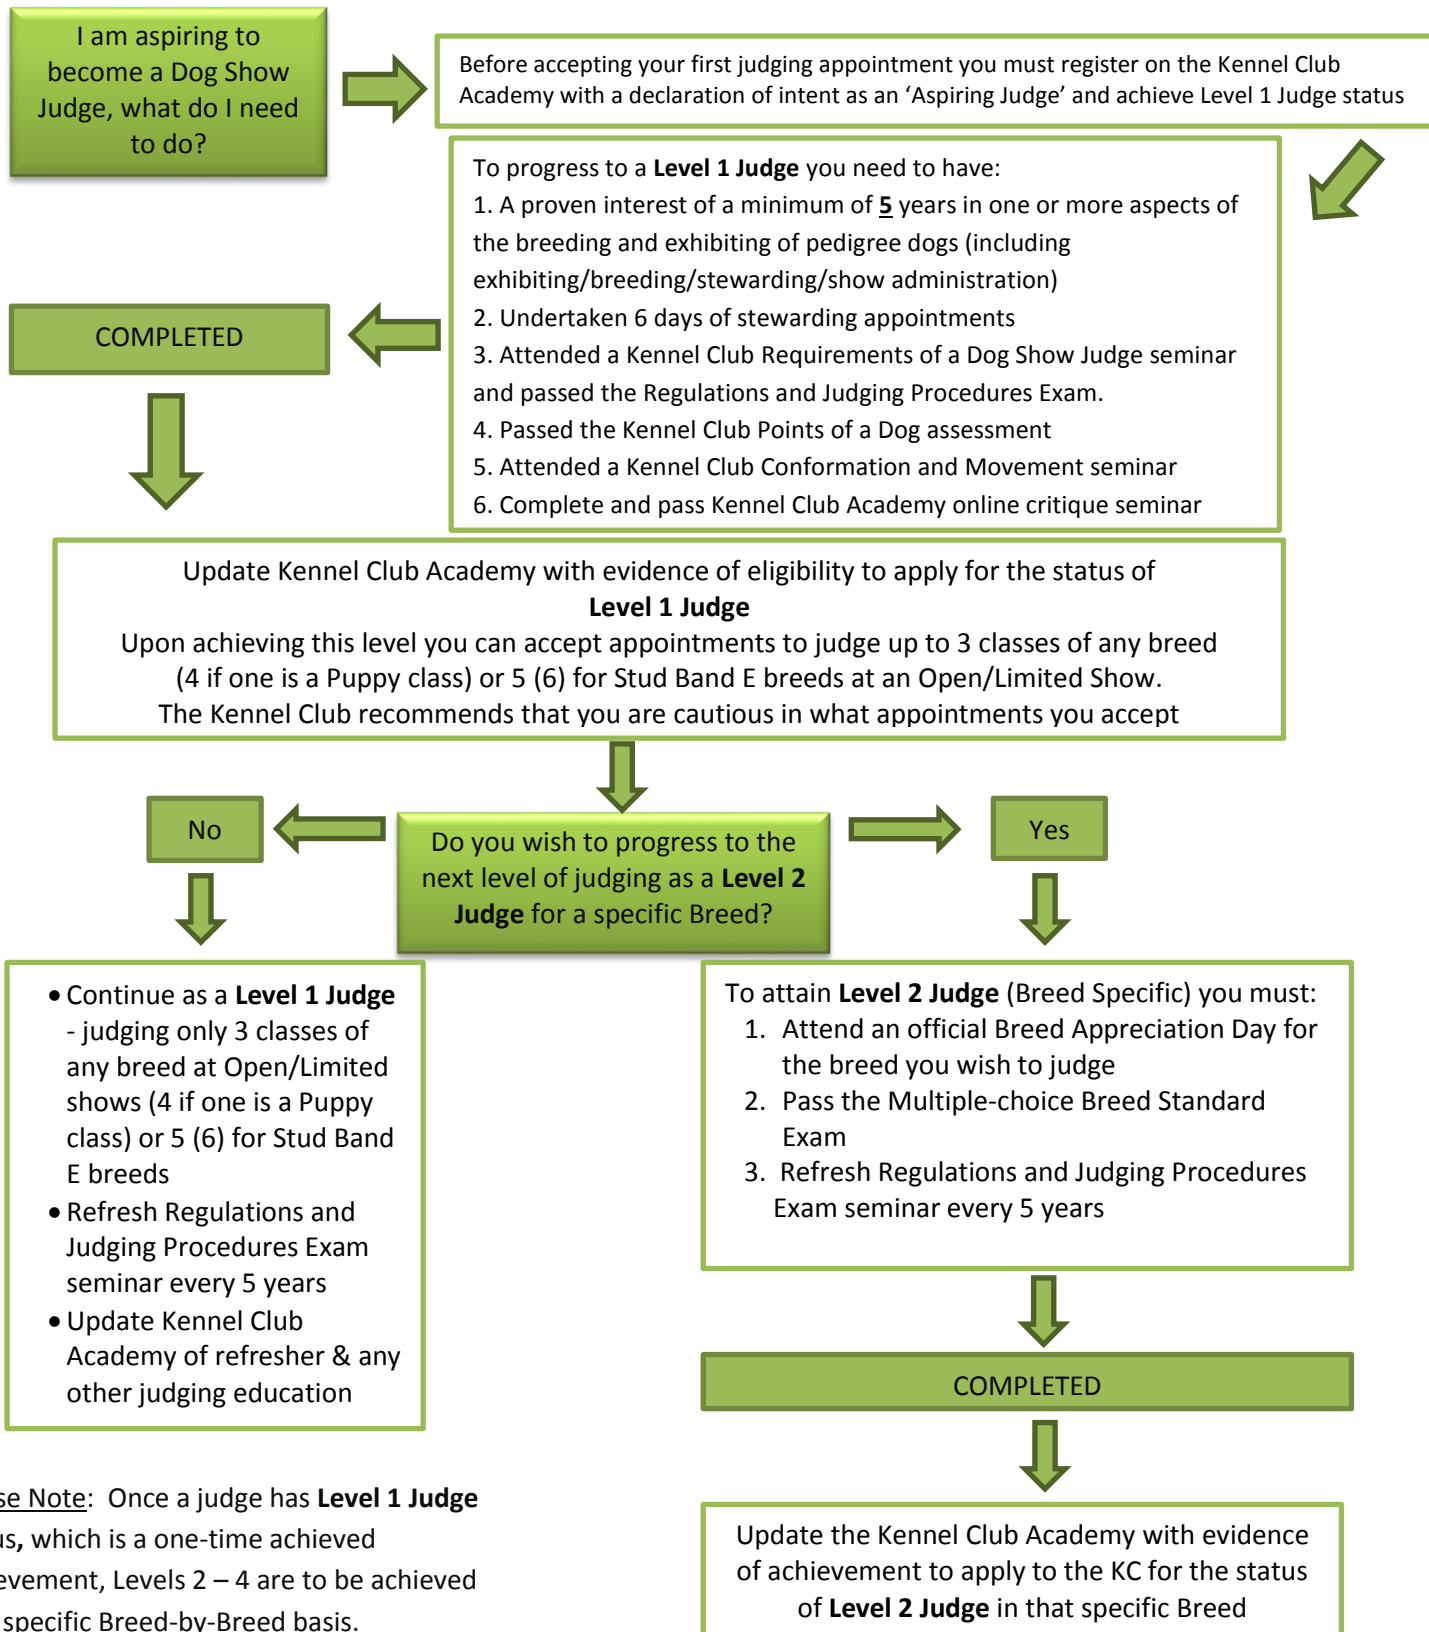 I am aspiring to
become a Dog Show
Judge, what do I need
to do?
Before accepting your first judging appointment you must register on the Kennel Club
Academy with a declaration of intent as an ‘Aspiring Judge’ and achieve Level 1 Judge status
To progress to a Level 1 Judge you need to have:
1. A proven interest of a minimum of 5 years in one or more aspects of
the breeding and exhibiting of pedigree dogs (including
exhibiting/breeding/stewarding/show administration)
2. Undertaken 6 days of stewarding appointments
3. Attended a Kennel Club Requirements of a Dog Show Judge seminar
and passed the Regulations and Judging Procedures Exam.
4. Passed the Kennel Club Points of a Dog assessment
5. Attended a Kennel Club Conformation and Movement seminar
6. Complete and pass Kennel Club Academy online critique seminar
COMPLETED
Update Kennel Club Academy with evidence of eligibility to apply for the status of
Level 1 Judge
Upon achieving this level you can accept appointments to judge up to 3 classes of any breed
(4 if one is a Puppy class) or 5 (6) for Stud Band E breeds at an Open/Limited Show.
The Kennel Club recommends that you are cautious in what appointments you accept
Do you wish to progress to the
next level of judging as a Level 2
Judge for a specific Breed?
No
Yes
• Continue as a Level 1 Judge
- judging only 3 classes of
any breed at Open/Limited
shows (4 if one is a Puppy
class) or 5 (6) for Stud Band
E breeds
• Refresh Regulations and
Judging Procedures Exam
seminar every 5 years
• Update Kennel Club
Academy of refresher & any
other judging education
To attain Level 2 Judge (Breed Specific) you must:
1. Attend an official Breed Appreciation Day for
the breed you wish to judge
2. Pass the Multiple-choice Breed Standard
Exam
3. Refresh Regulations and Judging Procedures
Exam seminar every 5 years
COMPLETED
Update the Kennel Club Academy with evidence
of achievement to apply to the KC for the status
of Level 2 Judge in that specific Breed
Note: Once a judge has Level 1 Judge
which is a one-time achieved
Levels 2 – 4 are to be achieved
specific Breed-by-Breed basis.